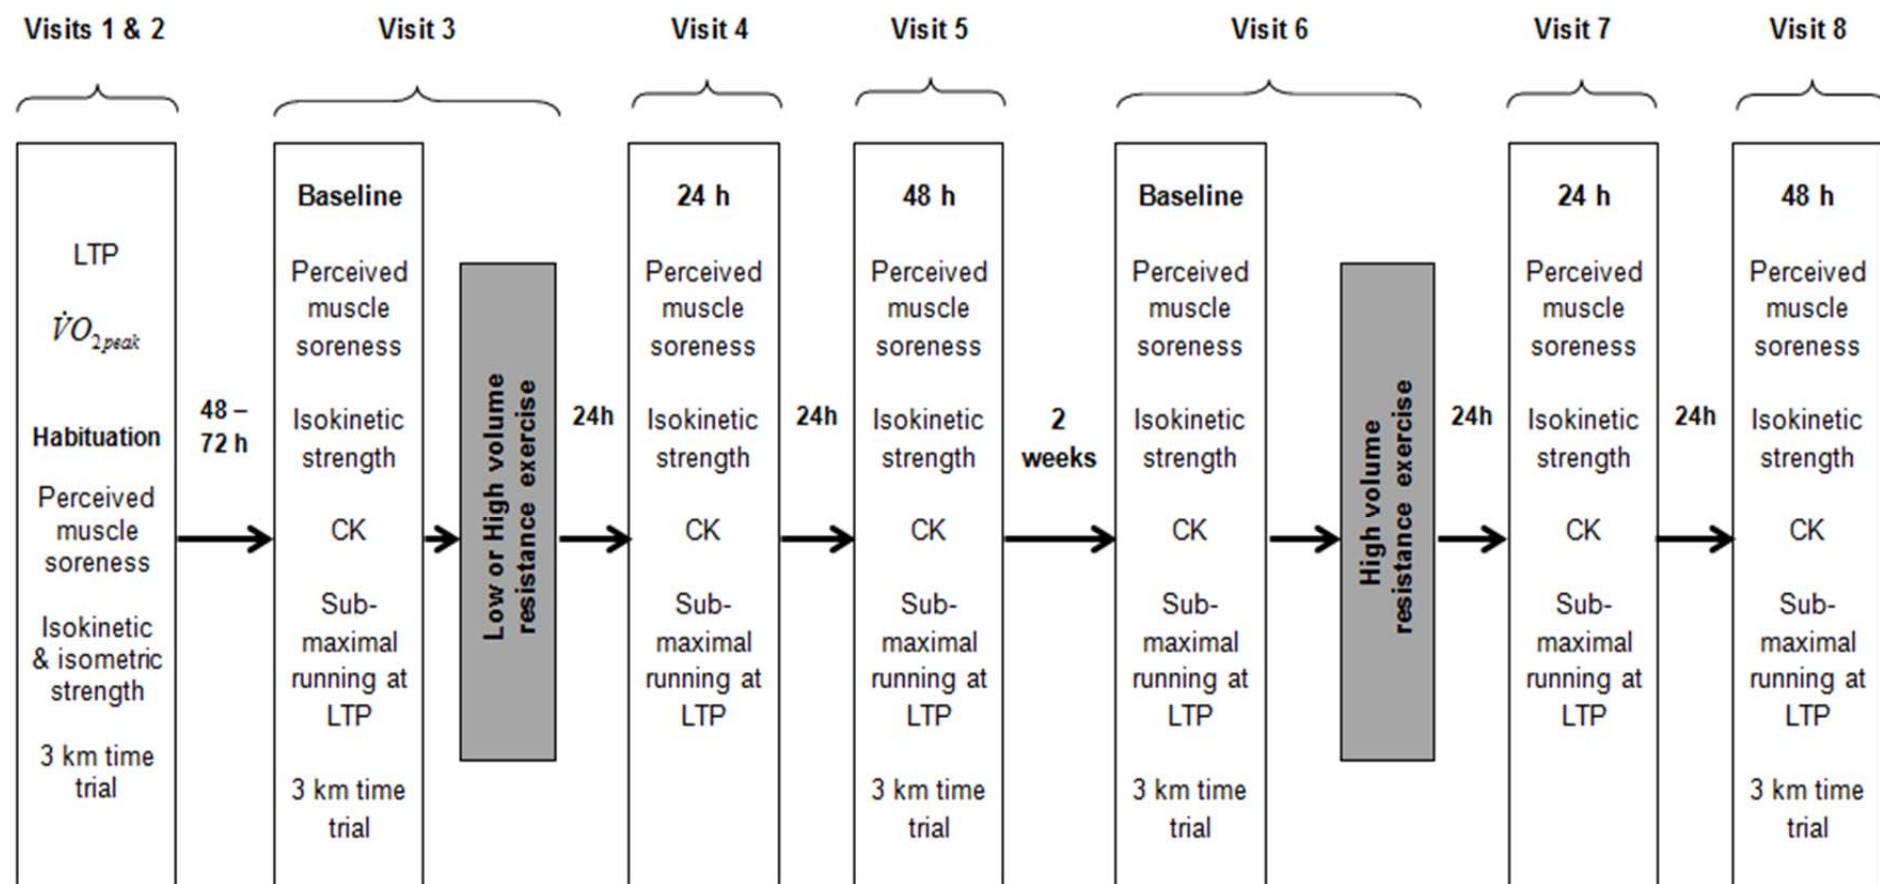 Visits 1 & 2
Visit 3
Visit 4
Visit 5
Visit 6
Visit 7
Visit 8
LTP
V̇O2peak
Habituation
Perceived
muscle
soreness
Isokinetic
& isometric
strength
3 km time
trial
48 –
72 h
Baseline
Perceived
muscle
soreness
Isokinetic
strength
CK
Sub-
maximal
running at
LTP
3 km time
trial
Low or High volume
resistance exercise
24h
24 h
Perceived
muscle
soreness
Isokinetic
strength
CK
Sub-
maximal
running at
LTP
24h
48 h
Perceived
muscle
soreness
Isokinetic
strength
CK
Sub-
maximal
running at
LTP
3 km time
trial
2
weeks
Baseline
Perceived
muscle
soreness
Isokinetic
strength
CK
Sub-
maximal
running at
LTP
3 km time
trial
High volume
resistance exercise
24h
24 h
Perceived
muscle
soreness
Isokinetic
strength
CK
Sub-
maximal
running at
LTP
24h
48 h
Perceived
muscle
soreness
Isokinetic
strength
CK
Sub-
maximal
running at
LTP
3 km time
trial